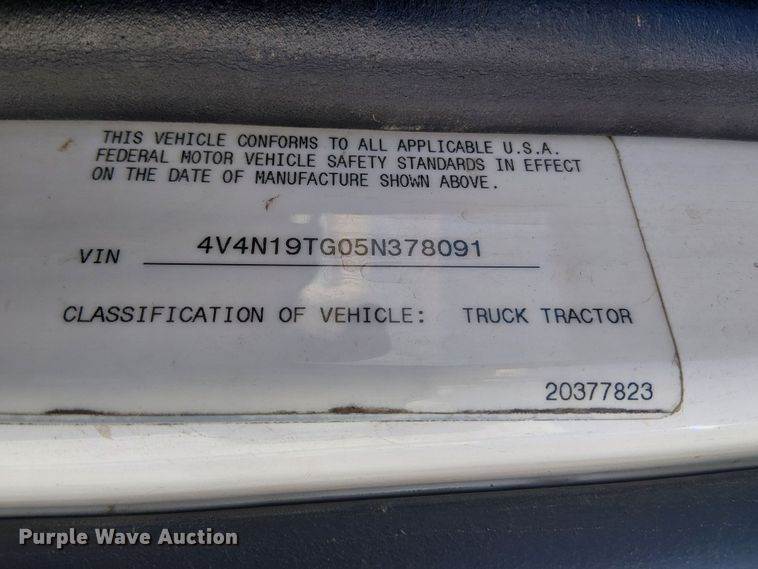 THIS VEHICLE CONFORMS TO ALL APPLICABLE U.S.A.
FEDERAL MOTOR VEHICLE SAFETY STANDARDS IN EFFECT
ON THE DATE OF MANUFACTURE SHOWN ABOVE.
VIN 4V4N19TG05N378091
CLASSIFICATION OF VEHICLE: TRUCK TRACTOR
20377823
Purple Wave Auction